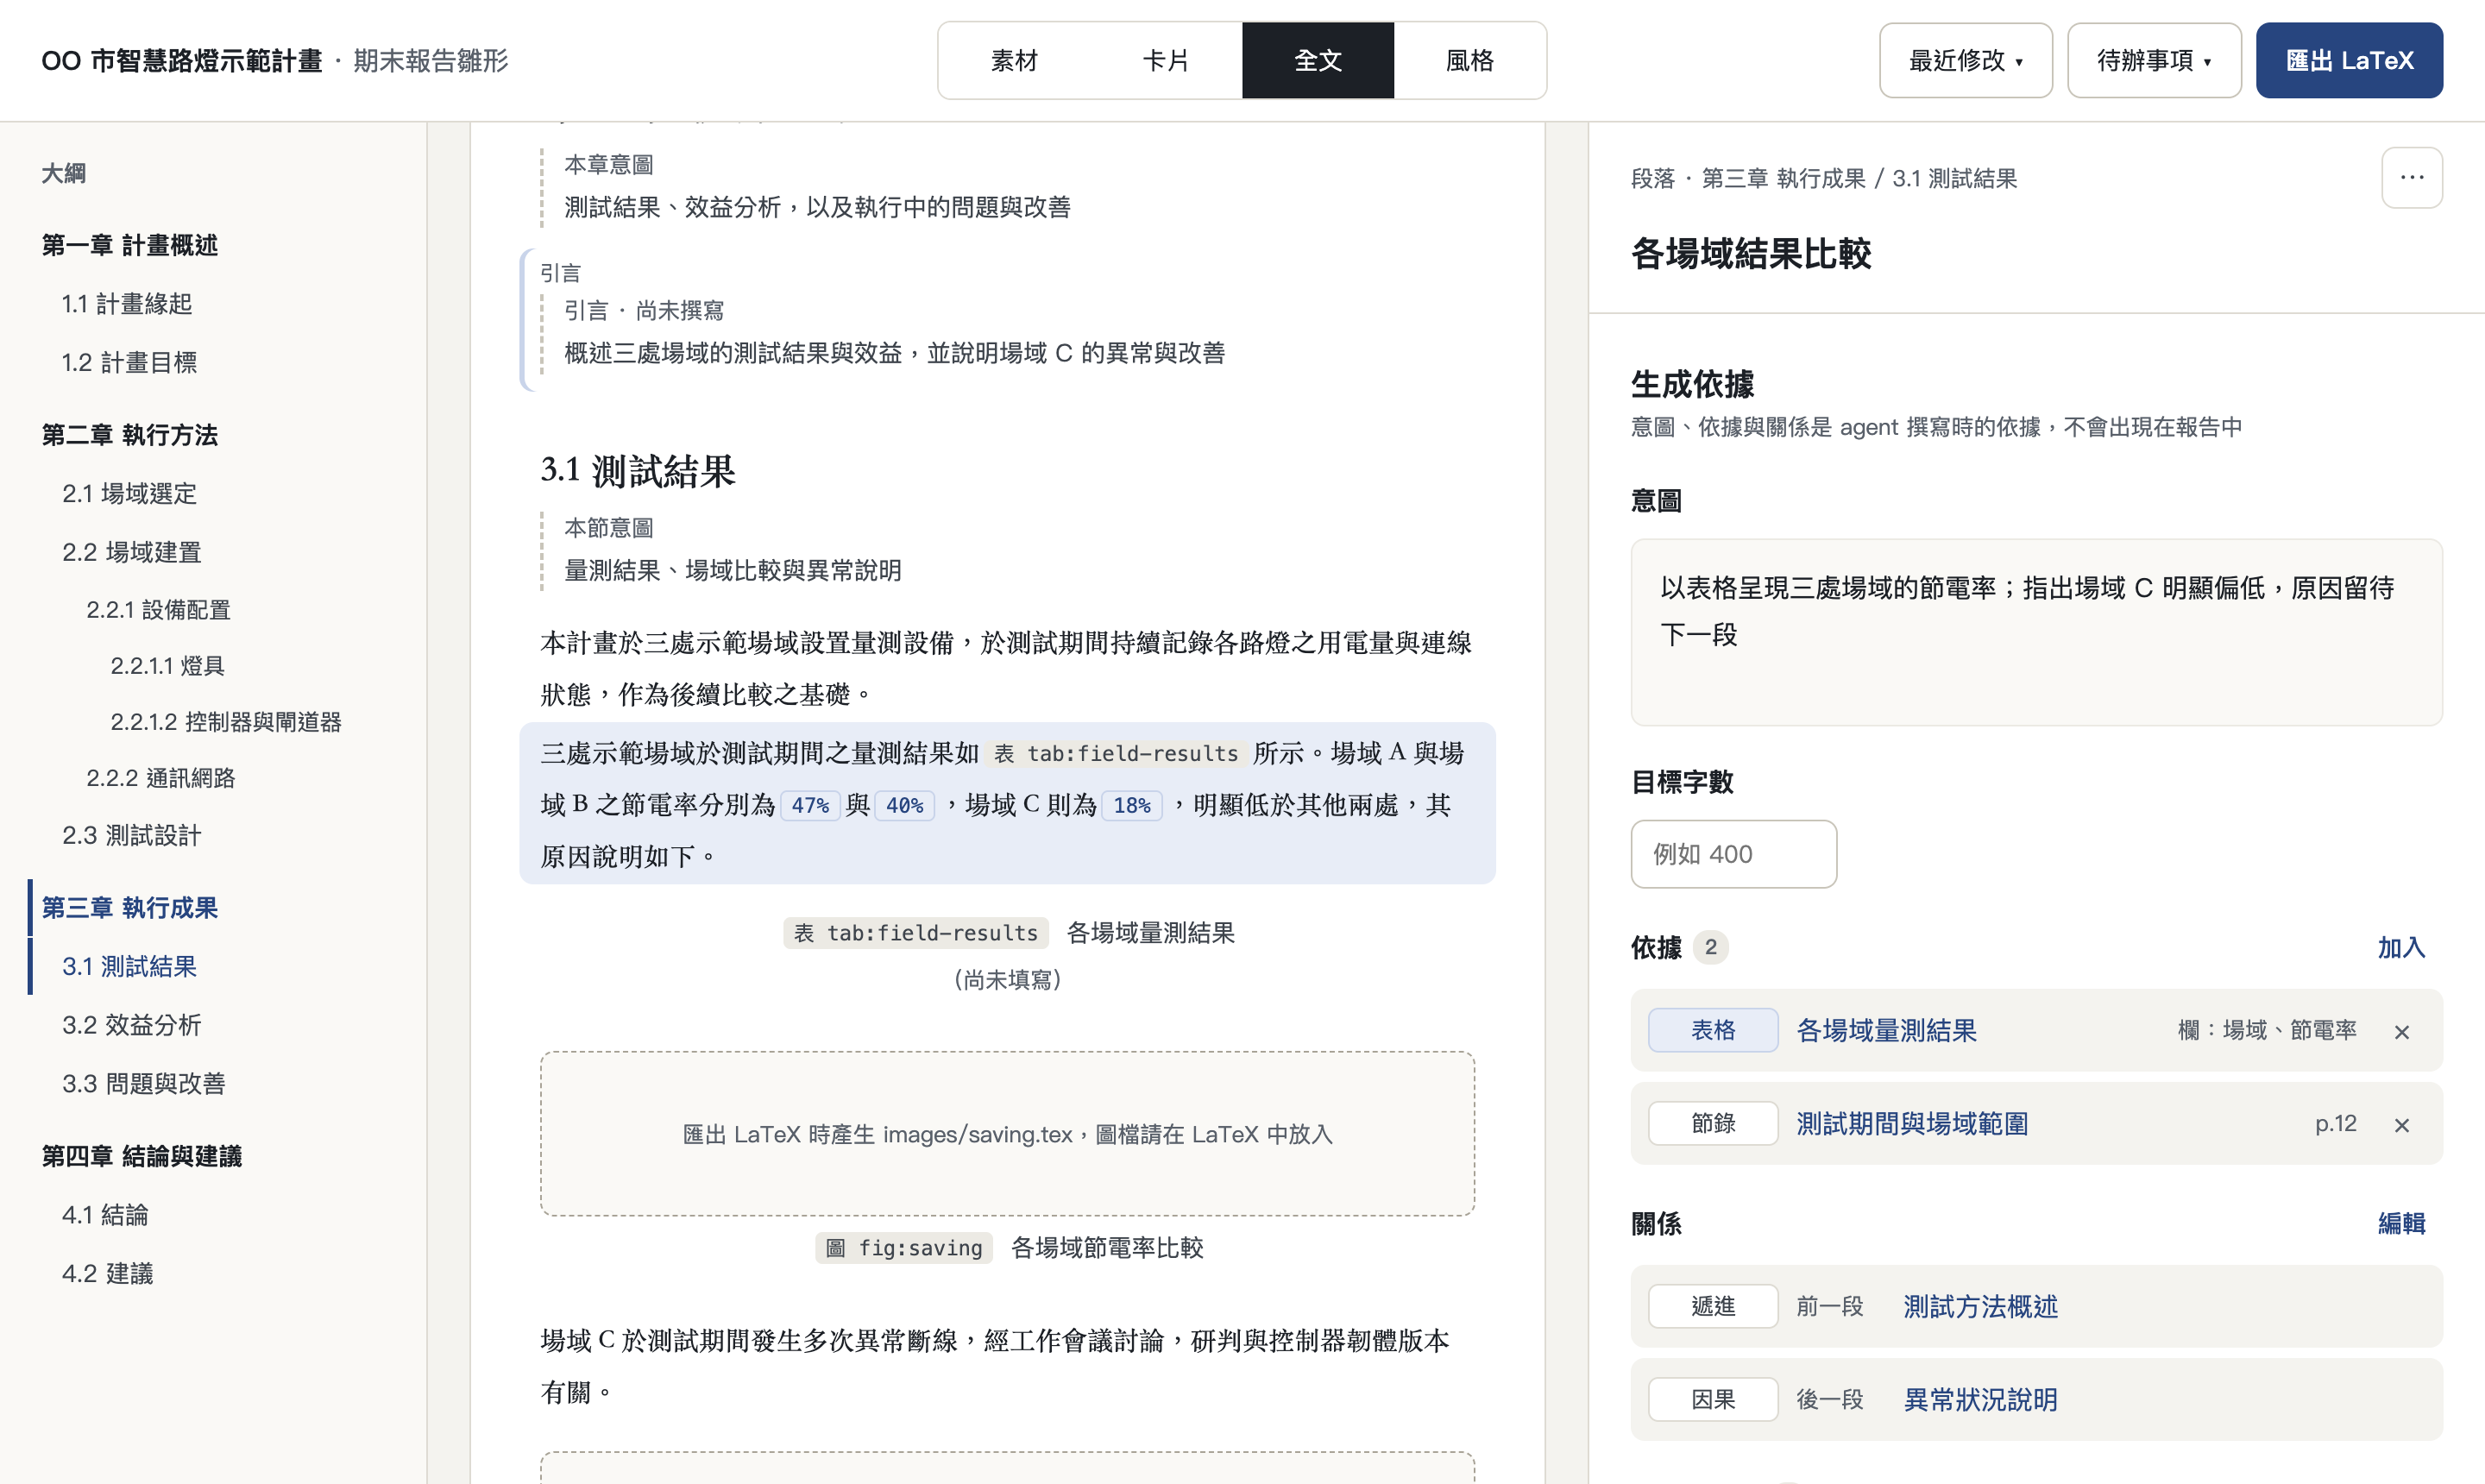 OO 市智慧路燈示範計畫 · 期末報告雛形
素材
卡片
全文
風格
最近修改 ▾
待辦事項 ▾
匯出 LaTeX
大綱
第一章 計畫概述
1.1 計畫緣起
1.2 計畫目標
第二章 執行方法
2.1 場域選定
2.2 場域建置
2.2.1 設備配置
2.2.1.1 燈具
2.2.1.2 控制器與閘道器
2.2.2 通訊網路
2.3 測試設計
第三章 執行成果
3.1 測試結果
3.2 效益分析
3.3 問題與改善
第四章 結論與建議
4.1 結論
4.2 建議
本章意圖
測試結果、效益分析，以及執行中的問題與改善
引言
引言 · 尚未撰寫
概述三處場域的測試結果與效益，並說明場域 C 的異常與改善
3.1 測試結果
本節意圖
量測結果、場域比較與異常說明
本計畫於三處示範場域設置量測設備，於測試期間持續記錄各路燈之用電量與連線
狀態，作為後續比較之基礎。
三處示範場域於測試期間之量測結果如 表 tab:field-results 所示。場域 A 與場
域 B 之節電率分別為 47% 與 40% ，場域 C 則為 18% ，明顯低於其他兩處，其
原因說明如下。
表 tab:field-results 各場域量測結果
（尚未填寫）
匯出 LaTeX 時產生 images/saving.tex，圖檔請在 LaTeX 中放入
圖 fig:saving 各場域節電率比較
場域 C 於測試期間發生多次異常斷線，經工作會議討論，研判與控制器韌體版本
有關。
段落 · 第三章 執行成果 / 3.1 測試結果
⋯
各場域結果比較
生成依據
意圖、依據與關係是 agent 撰寫時的依據，不會出現在報告中
意圖
以表格呈現三處場域的節電率；指出場域 C 明顯偏低，原因留待
下一段
目標字數
例如 400
依據 2
加入
表格 各場域量測結果 欄：場域、節電率 ×
節錄 測試期間與場域範圍 p.12 ×
關係
編輯
遞進 前一段 測試方法概述
因果 後一段 異常狀況說明